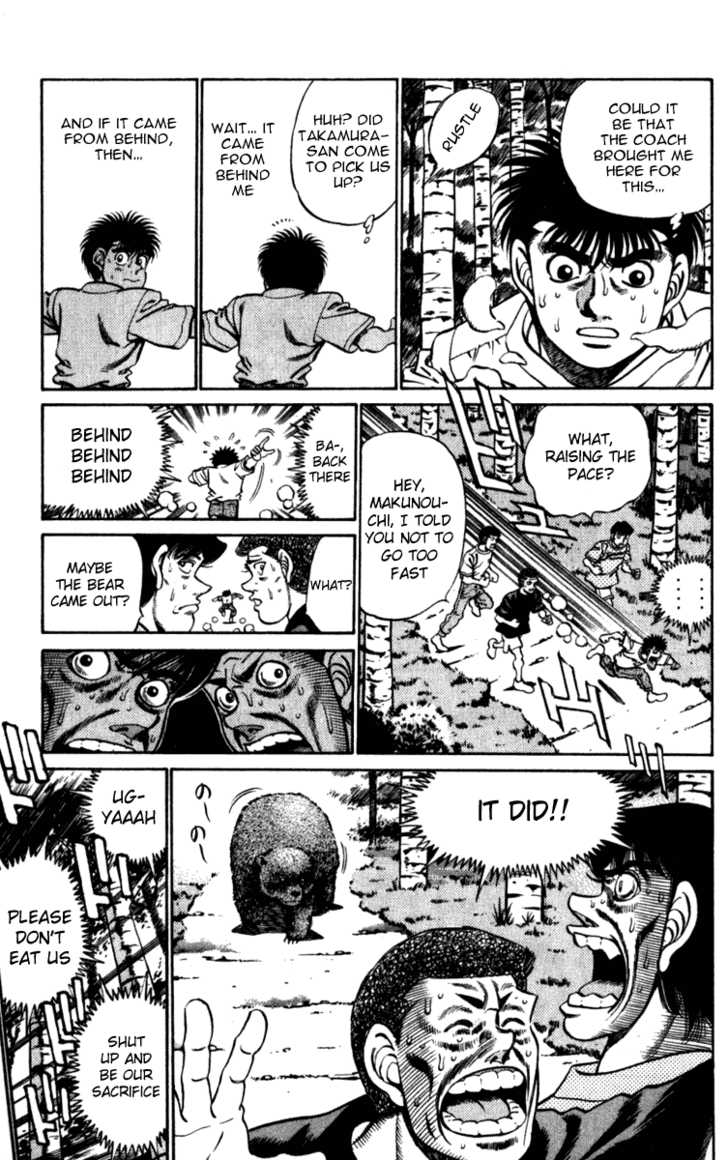 COULD IT
BE THAT
THE COACH
BROUGHT ME
HERE FOR
THIS...
RUSTLE
HUH? DID
TAKAMURA-
SAN COME
TO PICK US
UP?
WAIT... IT
CAME
FROM
BEHIND
ME
AND IF IT CAME
FROM BEHIND,
THEN...
WHAT,
RAISING THE
PACE?
HEY,
MAKUNOU-
CHI, I TOLD
YOU NOT TO
GO TOO
FAST
......
BA-,
BACK
THERE
BEHIND
BEHIND
BEHIND
WHAT?
MAYBE
THE BEAR
CAME OUT?
IT DID!!
の〜の〜
UG-
YAAAH
PLEASE
DON'T
EAT US
SHUT
UP AND
BE OUR
SACRIFICE